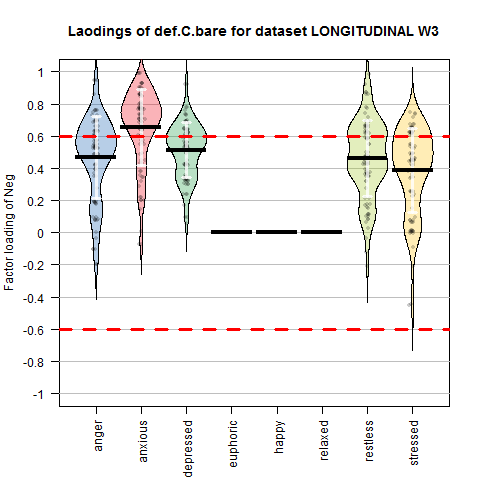 Laodings of def.C.bare for dataset LONGITUDINAL W3
Factor loading of Neg
1
0.8
0.6
0.4
0.2
0
-0.2
-0.4
-0.6
-0.8
-1
anger
anxious
depressed
euphoric
happy
relaxed
restless
stressed